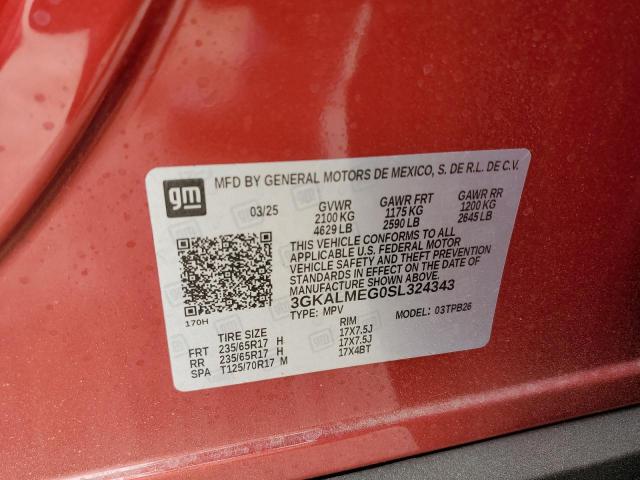 gm MFD BY GENERAL MOTORS DE MEXICO, S. DE R.L. DE C.V.
03/25 GVWR GAWR FRT GAWR RR
2100 KG 1175 KG 1200 KG
4629 LB 2590 LB 2645 LB
THIS VEHICLE CONFORMS TO ALL
APPLICABLE U.S. FEDERAL MOTOR
VEHICLE SAFETY AND THEFT PREVENTION
STANDARDS IN EFFECT ON THE DATE OF
MANUFACTURE SHOWN ABOVE.
3GKALMEG0SL324343
170H TYPE: MPV MODEL: 03TPB26
TIRE SIZE RIM
FRT 235/65R17 H 17X7.5J
RR 235/65R17 H 17X7.5J
SPA T125/70R17 M 17X4BT